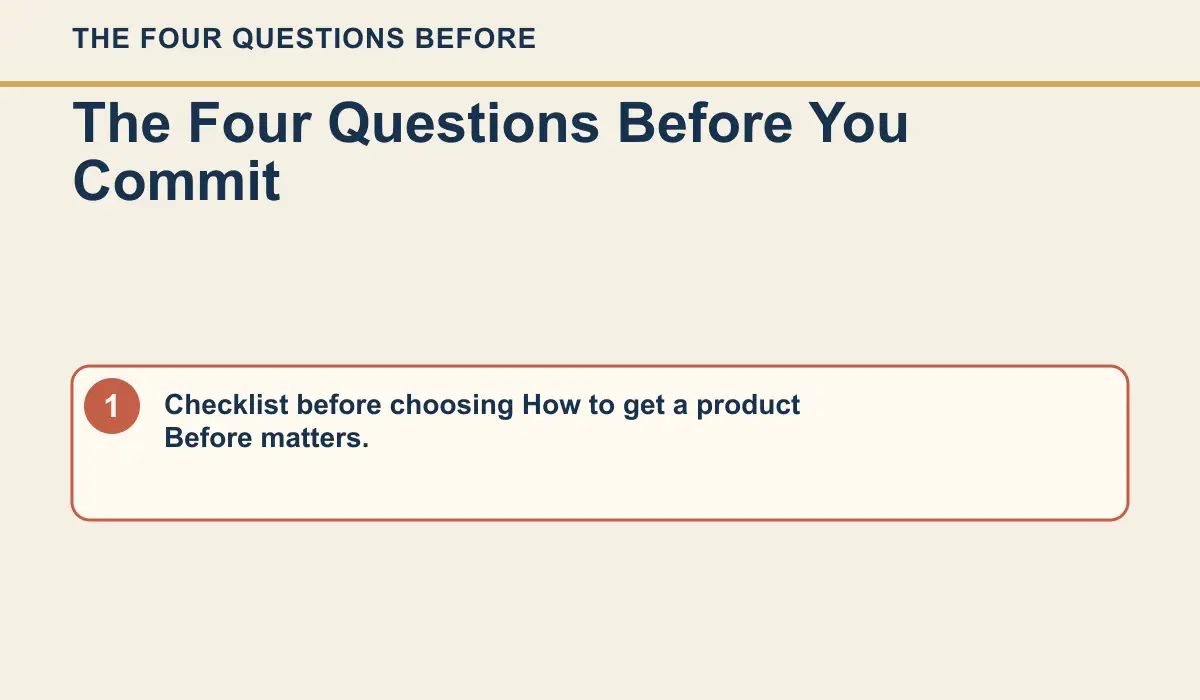 THE FOUR QUESTIONS BEFORE
The Four Questions Before You
Commit
1
Checklist before choosing How to get a product
Before matters.